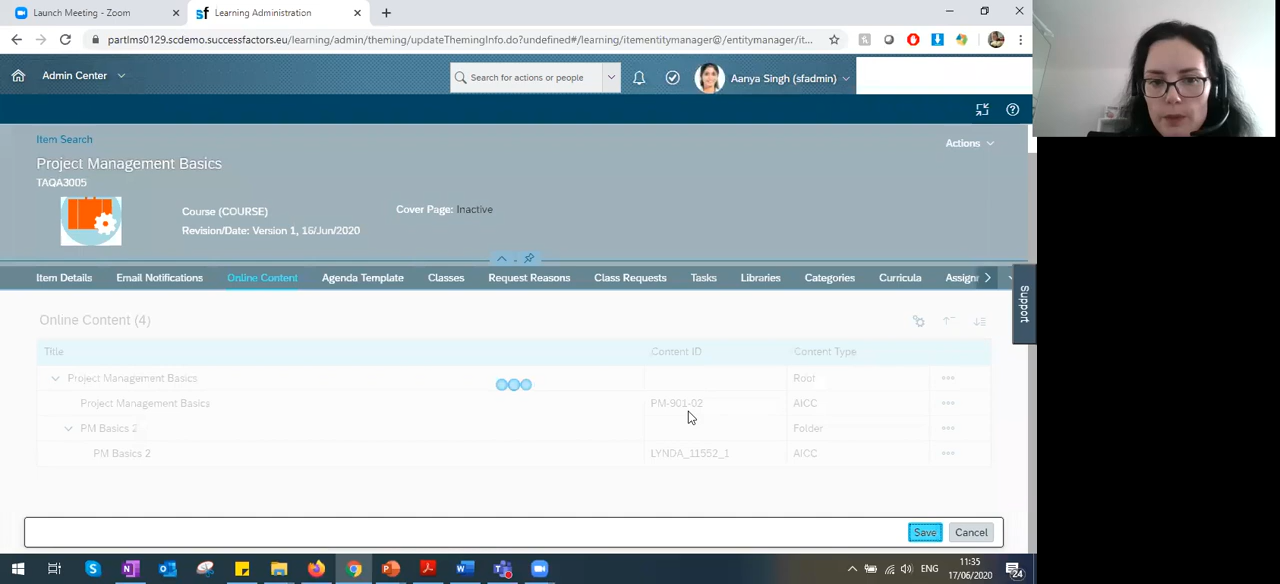 Launch Meeting - Zoom
Learning Administration
partlms0129.scdemo.successfactors.eu/learning/admin/theming/updateThemingInfo.do?undefined#/learning/itementitymanager@/entitymanager/it...
Admin Center
Search for actions or people
Aanya Singh (sfadmin)
Item Search
Actions
Project Management Basics
TAQA3005
Course (COURSE)
Cover Page: Inactive
Revision/Date: Version 1, 16/Jun/2020
Item Details Email Notifications Online Content Agenda Template Classes Request Reasons Class Requests Tasks Libraries Categories Curricula Assignm
Support
Online Content (4)
Title Content ID Content Type
Project Management Basics Root
Project Management Basics PM-901-02 AICC
PM Basics 2 Folder
PM Basics 2 LYNDA_11552_1 AICC
Save Cancel
ENG
11:35
17/06/2020
24